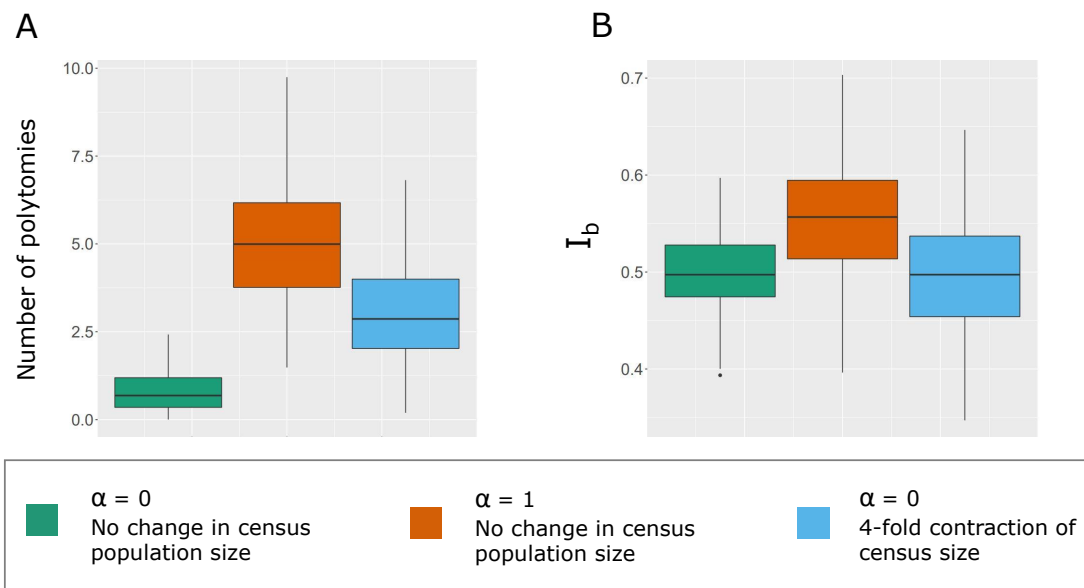 A
Number of polytomies
10.0
7.5
5.0
2.5
0.0
B
I_b
0.7
0.6
0.5
0.4
α = 0
No change in census
population size
α = 1
No change in census
population size
α = 0
4-fold contraction of
census size